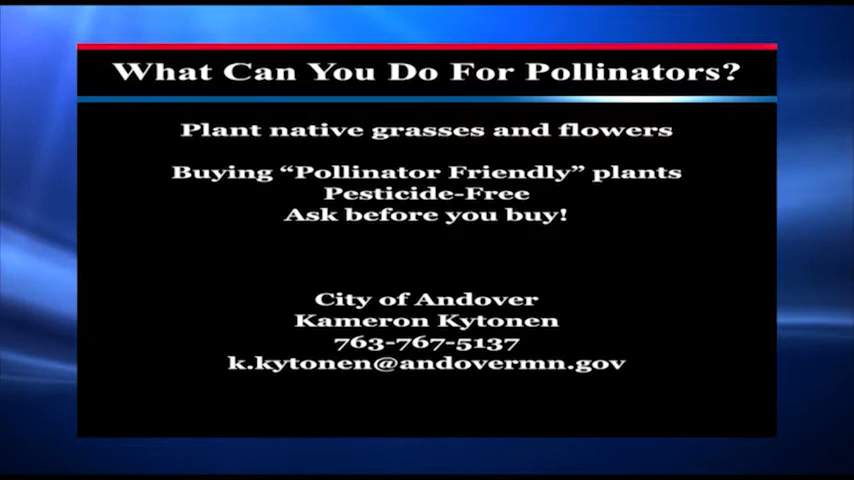 What Can You Do For Pollinators?
Plant native grasses and flowers
Buying “Pollinator Friendly” plants
Pesticide-Free
Ask before you buy!
City of Andover
Kameron Kytonen
763-767-5137
k.kytonen@andovermn.gov